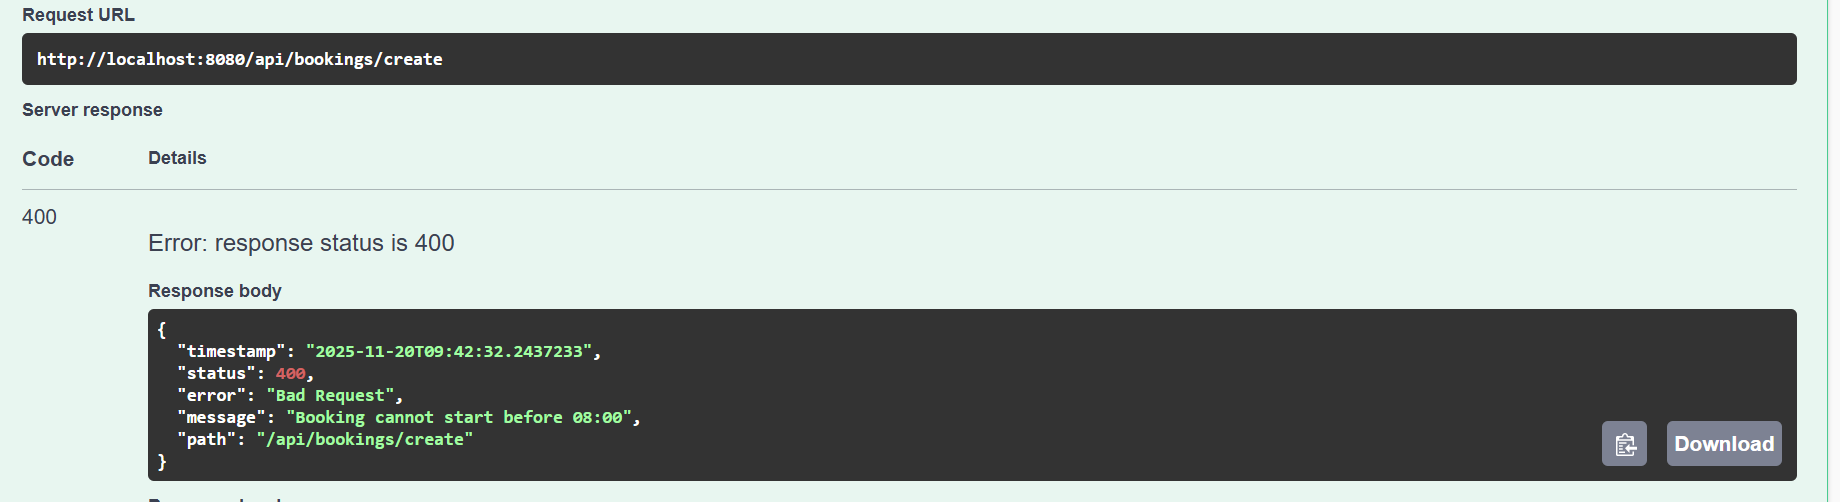 Request URL
http://localhost:8080/api/bookings/create
Server response
Code Details
400
Error: response status is 400
Response body
{
"timestamp": "2025-11-20T09:42:32.2437233",
"status": 400,
"error": "Bad Request",
"message": "Booking cannot start before 08:00",
"path": "/api/bookings/create"
}
Download